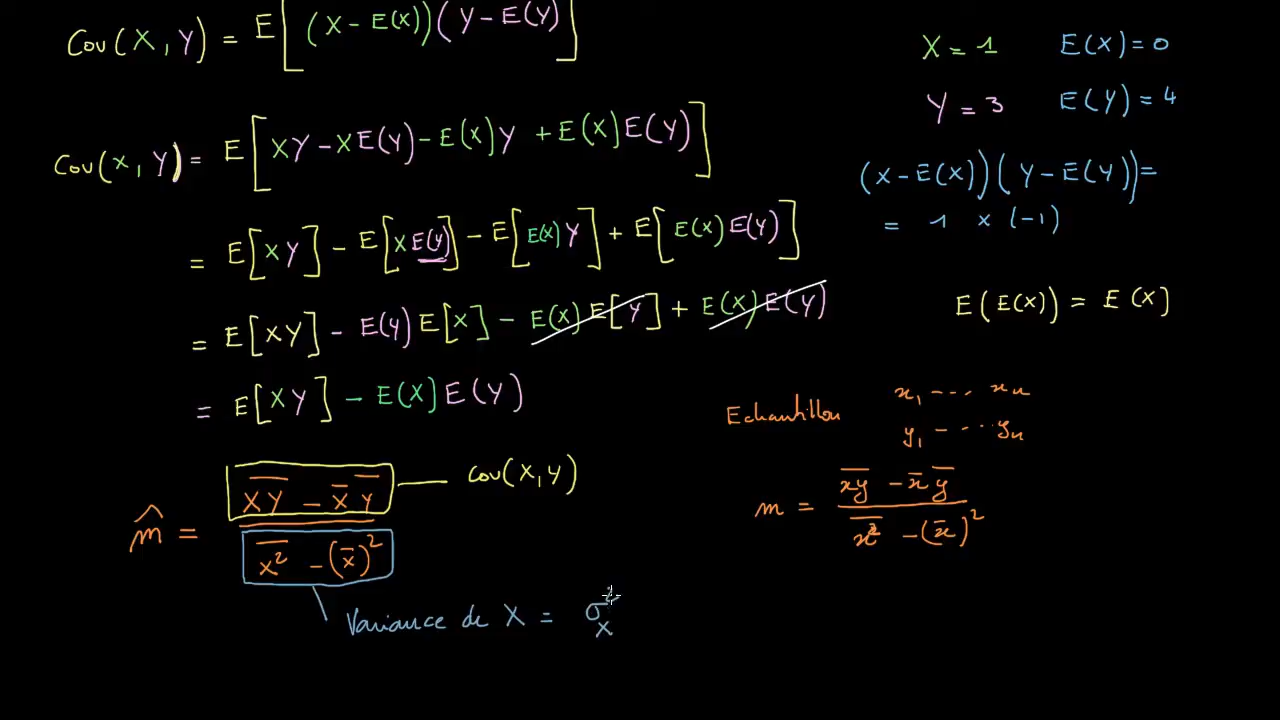 Cov(X, Y) = E[(X - E(X))(Y - E(Y)]
Cov(X, Y) = E[XY - XE(Y) - E(X)Y + E(X)E(Y)]
= E[XY] - E[X E(Y)] - E[E(X)Y] + E[E(X)E(Y)]
= E[XY] - E(Y)E[X] - E(X)E[Y] + E(X)E(Y)
= E[XY] - E(X)E(Y)
m̂ = (X̅Y̅ - X̅ Y̅) / (x̅²̅ - (x̅)²)
Cov(X, Y)
Variance de X = σ²ₓ
X = 1 E(X) = 0
Y = 3 E(Y) = 4
(X - E(X))(Y - E(Y)) =
= 1 × (-1)
E(E(X)) = E(X)
Echantillon x₁ - ... xₙ
y₁ - ... yₙ
m = (x̅y̅ - x̅ y̅) / (x̅²̅ - (x̅)²)